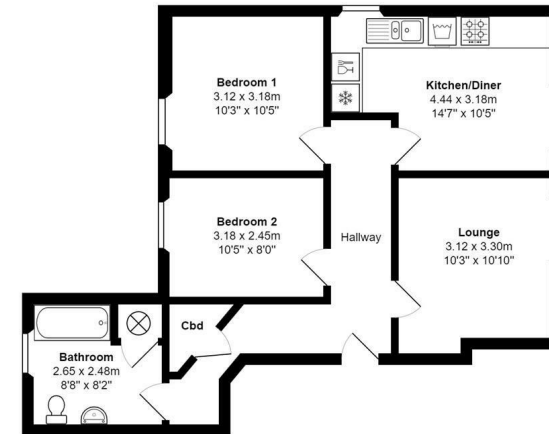 Bedroom 1
3.12 x 3.18m
10'3" x 10'5"
Kitchen/Diner
4.44 x 3.18m
14'7" x 10'5"
Bedroom 2
3.18 x 2.45m
10'5" x 8'0"
Hallway
Lounge
3.12 x 3.30m
10'3" x 10'10"
Cbd
Bathroom
2.65 x 2.48m
8'8" x 8'2"